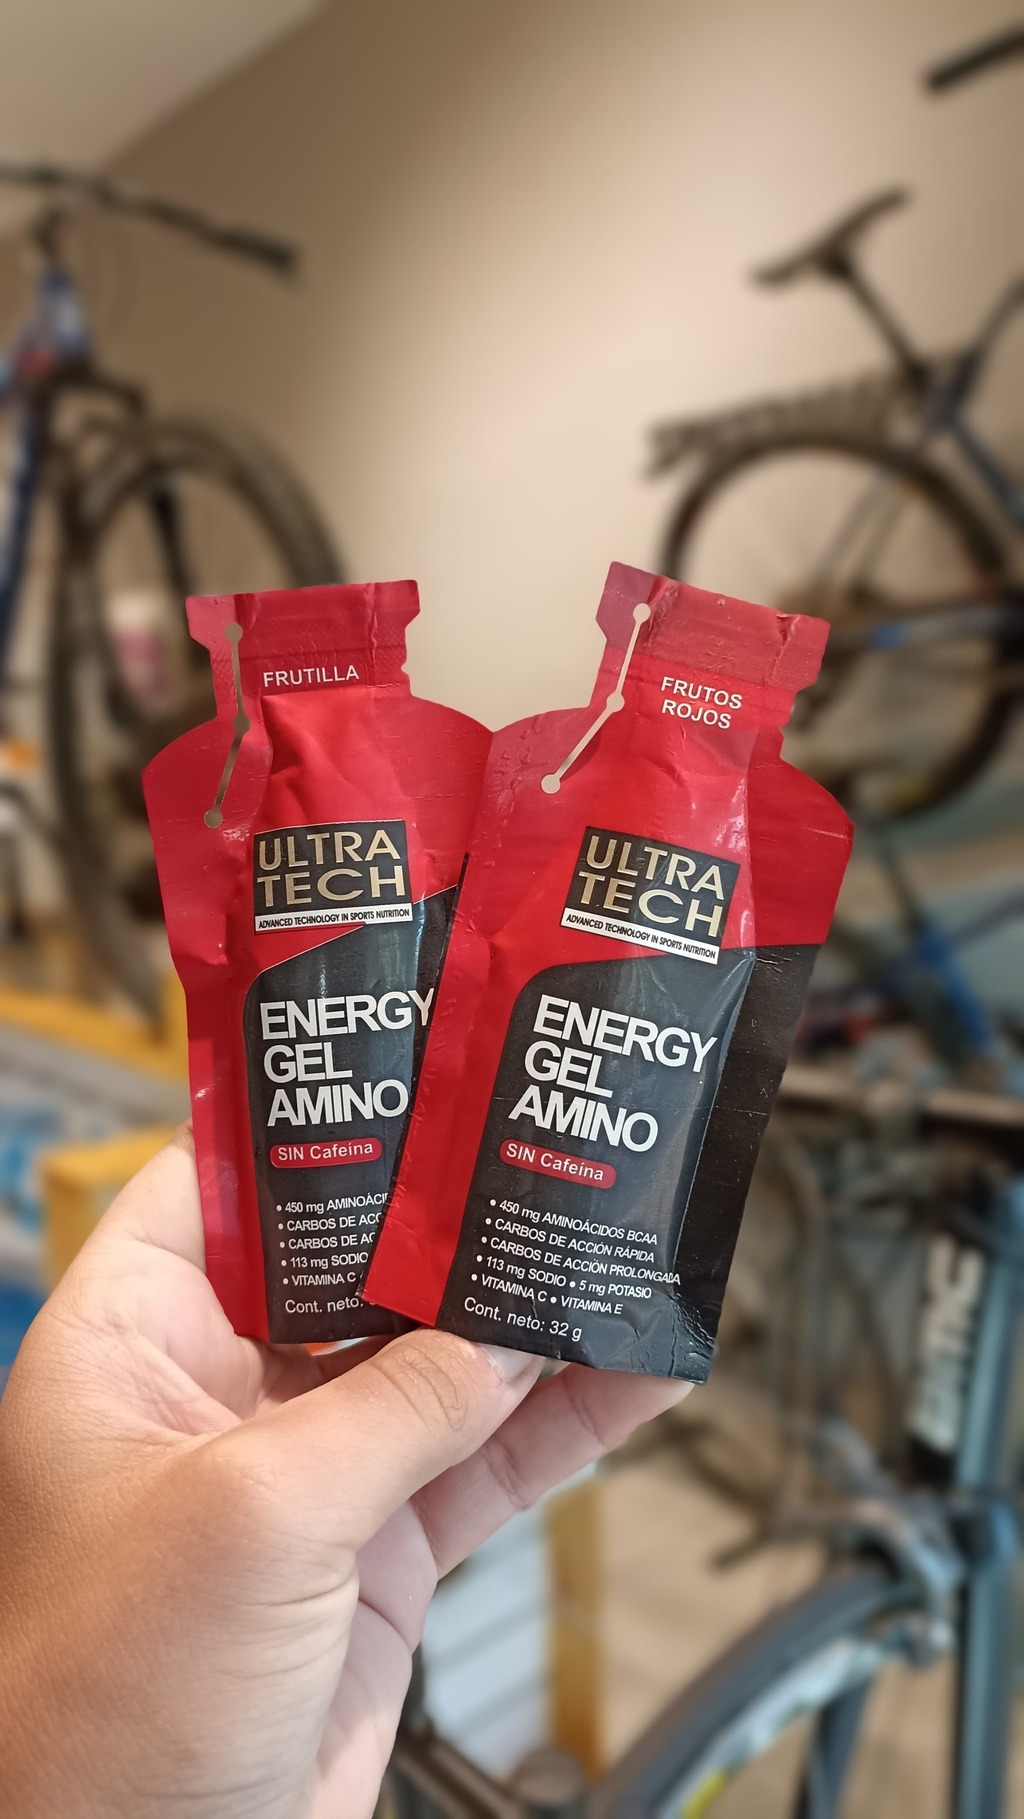 FRUTILLA
ULTRA
TECH
ADVANCED TECHNOLOGY IN SPORTS NUTRITION
ENERGY
GEL
AMINO
SIN Cafeína
• 450 mg
• CARBOS DE
• CARBOS DE
• 113 mg SODIO
• VITAMINA C
Cont. neto:
FRUTOS
ROJOS
ULTRA
TECH
ADVANCED TECHNOLOGY IN SPORTS NUTRITION
ENERGY
GEL
AMINO
SIN Cafeína
• 450 mg AMINOÁCIDOS BCAA
• CARBOS DE ACCIÓN RÁPIDA
• CARBOS DE ACCIÓN PROLONGADA
• 113 mg SODIO • 5 mg POTASIO
• VITAMINA C • VITAMINA E
Cont. neto: 32 g